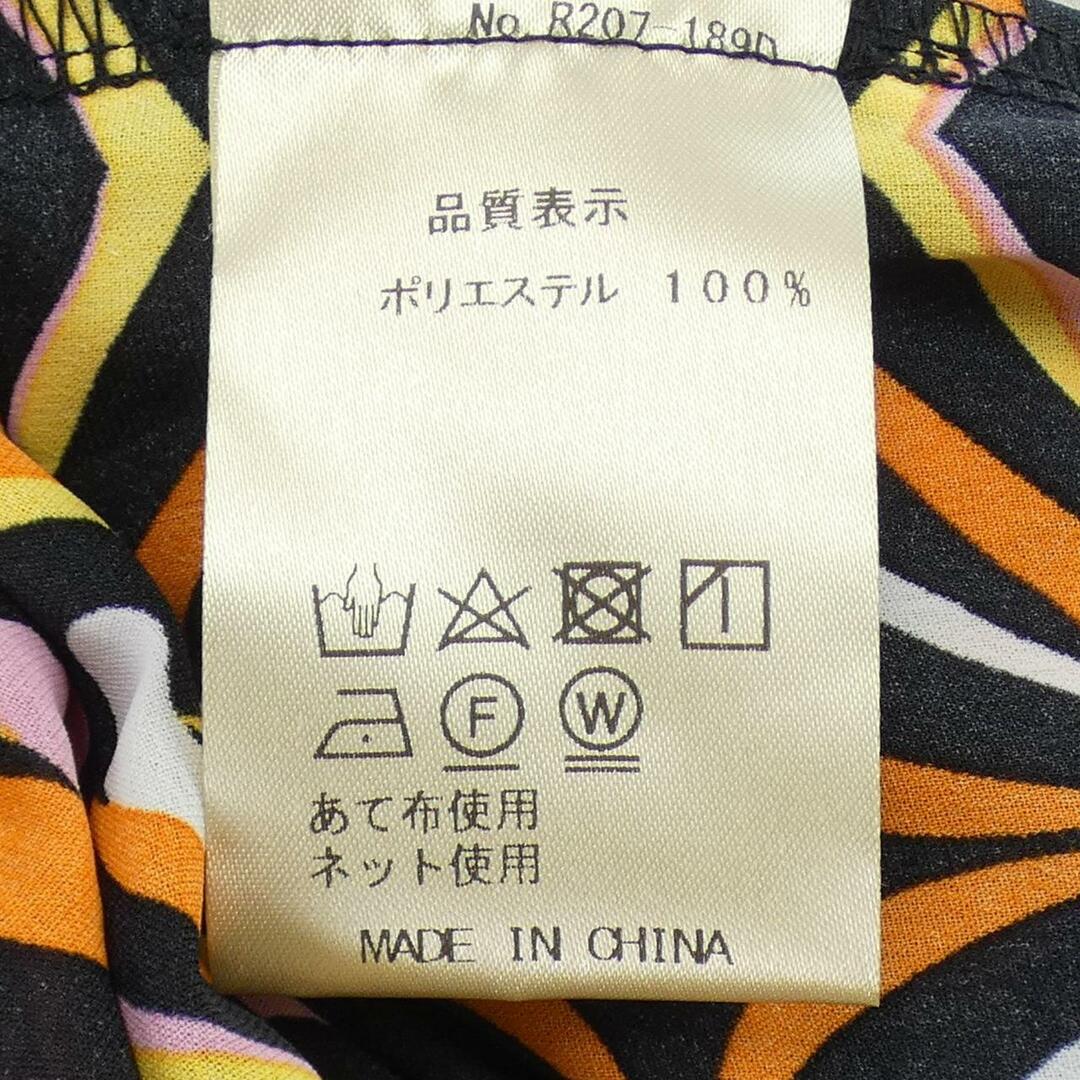 No R207-189D
品質表示
ポリエステル 100%
F W
あて布使用
ネット使用
MADE IN CHINA